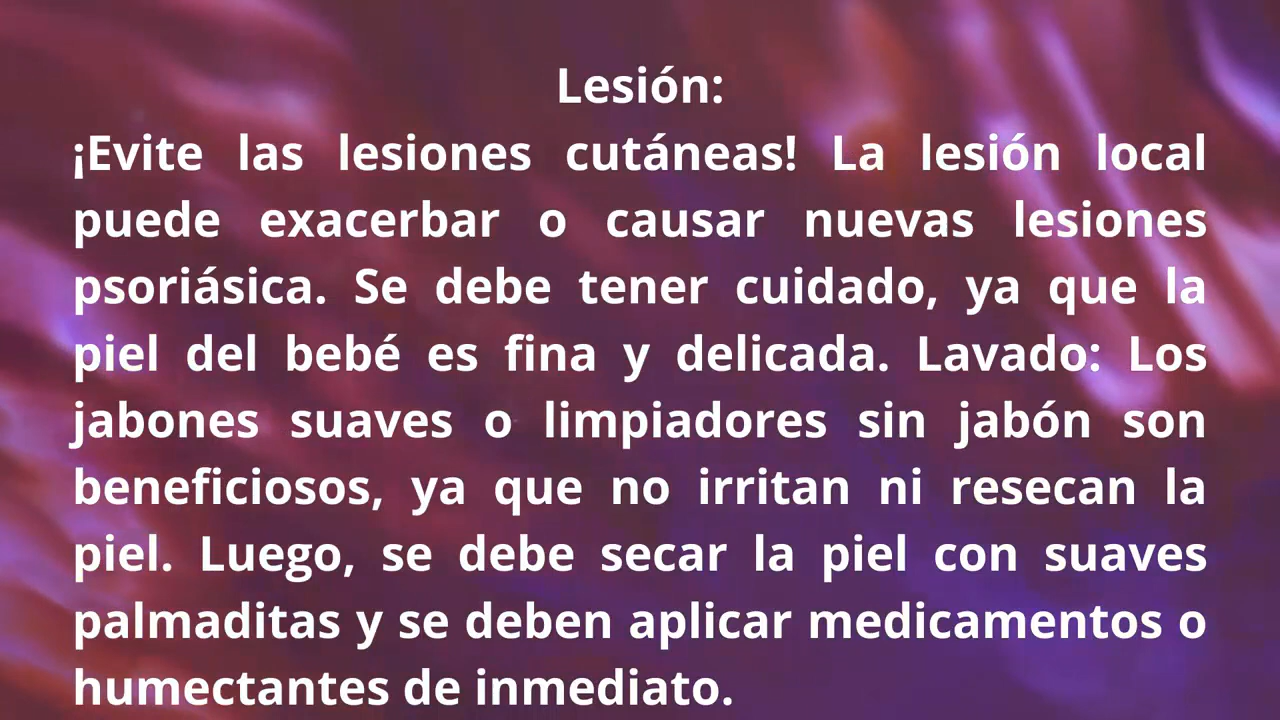 Lesión:
¡Evite las lesiones cutáneas! La lesión local
puede exacerbar o causar nuevas lesiones
psoriásica. Se debe tener cuidado, ya que la
piel del bebé es fina y delicada. Lavado: Los
jabones suaves o limpiadores sin jabón son
beneficiosos, ya que no irritan ni resecan la
piel. Luego, se debe secar la piel con suaves
palmaditas y se deben aplicar medicamentos o
humectantes de inmediato.